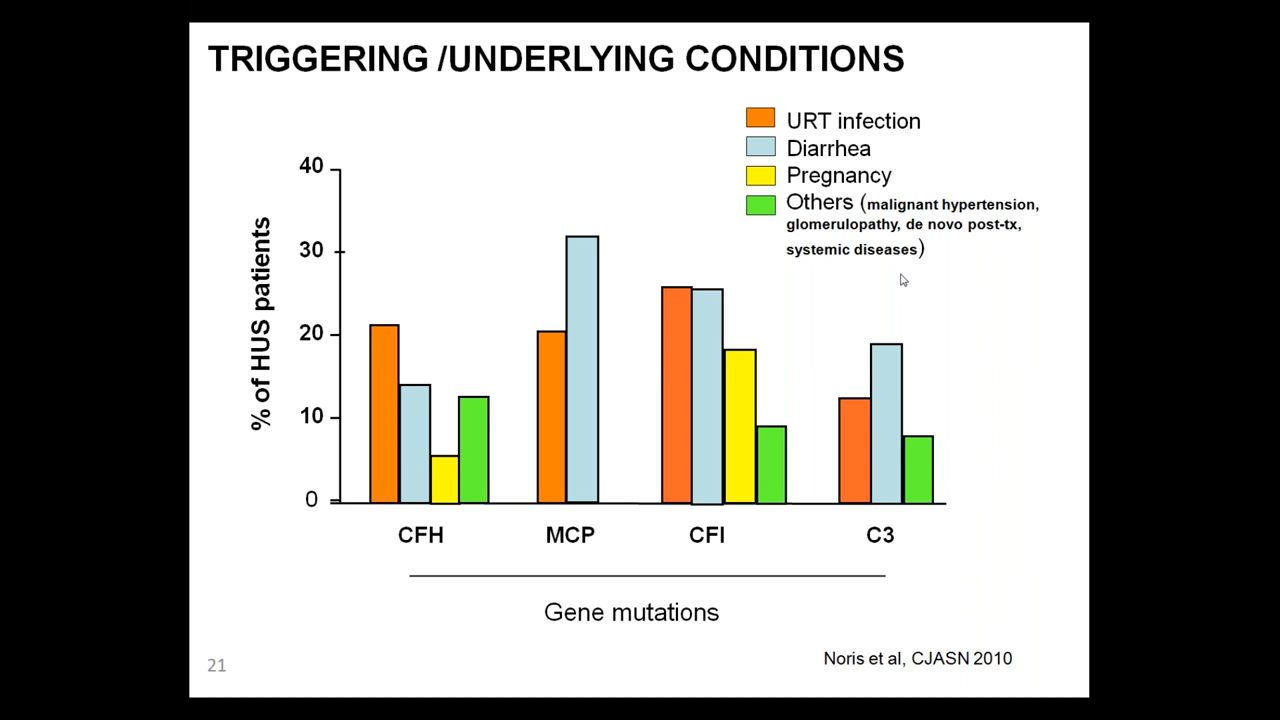 TRIGGERING /UNDERLYING CONDITIONS
URT infection
Diarrhea
Pregnancy
Others (malignant hypertension,
glomerulopathy, de novo post-tx,
systemic diseases)
% of HUS patients
40
30
20
10
0
CFH MCP CFI C3
Gene mutations
Noris et al, CJASN 2010
21